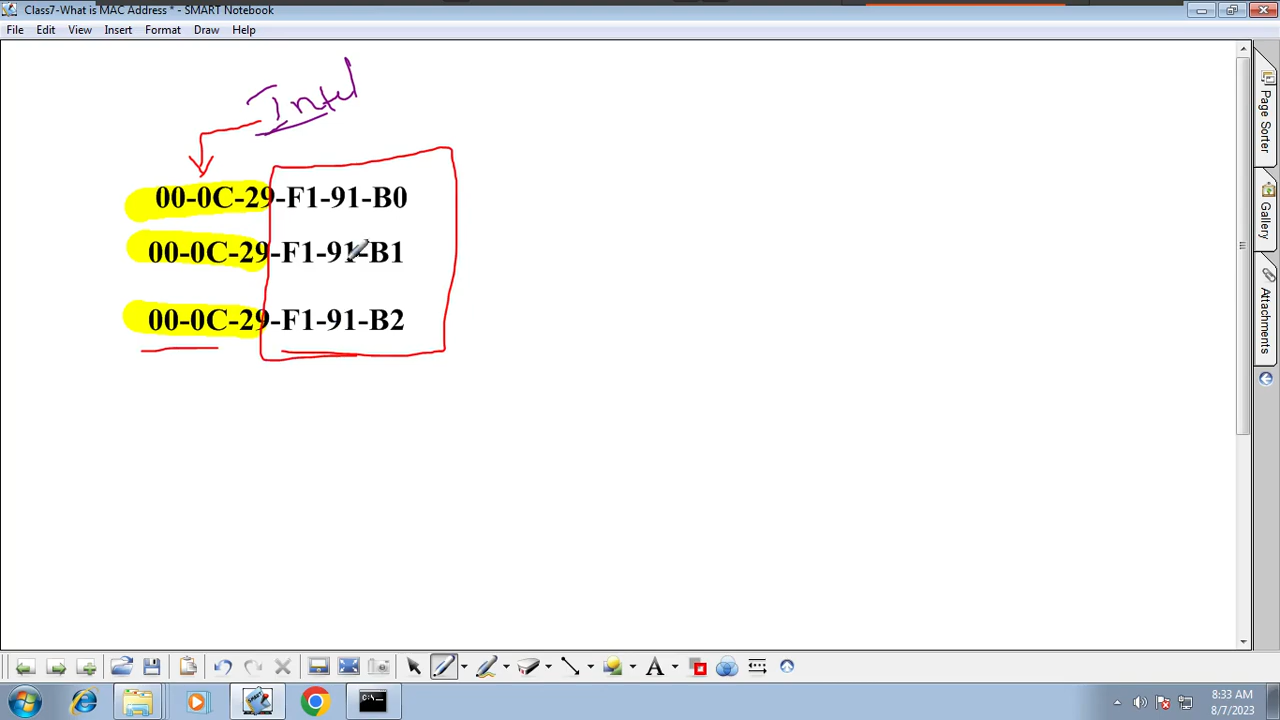 Class7-What is MAC Address * - SMART Notebook
File Edit View Insert Format Draw Help
Intel
00-0C-29-F1-91-B0
00-0C-29-F1-91-B1
00-0C-29-F1-91-B2
Page Sorter
Gallery
Attachments
A
C:\
8:33 AM
8/7/2023